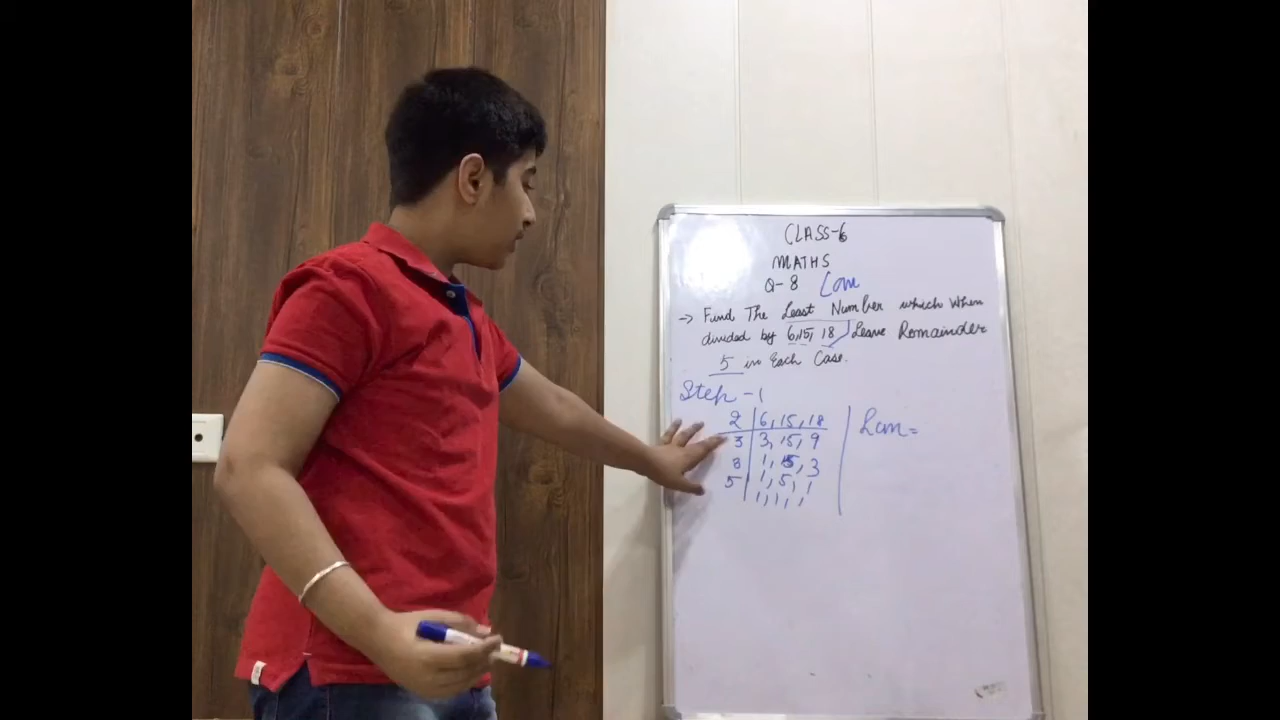 CLASS-6
MATHS
Q-8 Lcm
→ Find The Least Number which When
divided by 6,15, 18 Leave Remainder
5 in Each Case.
Step -1
2 | 6, 15, 18
3 | 3, 15, 9
3 | 1, 5, 3
5 | 1, 5, 1
1, 1, 1
Lcm=